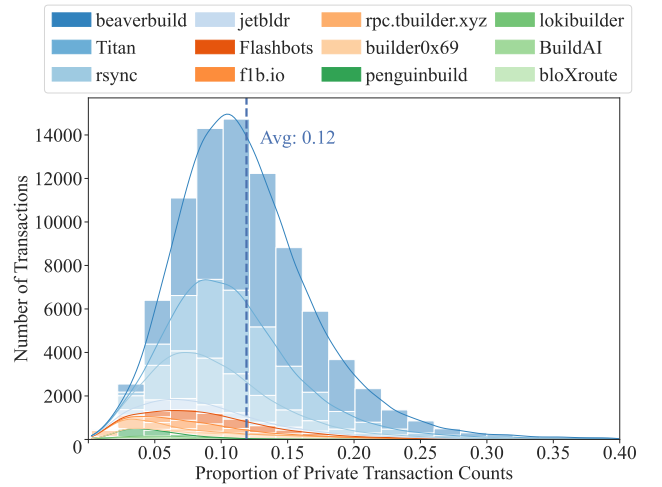 beaverbuild jetbldr rpc.tbuilder.xyz lokibuilder
Titan Flashbots builder0x69 BuildAI
rsync f1b.io penguinbuild bloXroute
Avg: 0.12
14000
12000
10000
8000
6000
4000
2000
0
Number of Transactions
0.05 0.10 0.15 0.20 0.25 0.30 0.35 0.40
Proportion of Private Transaction Counts